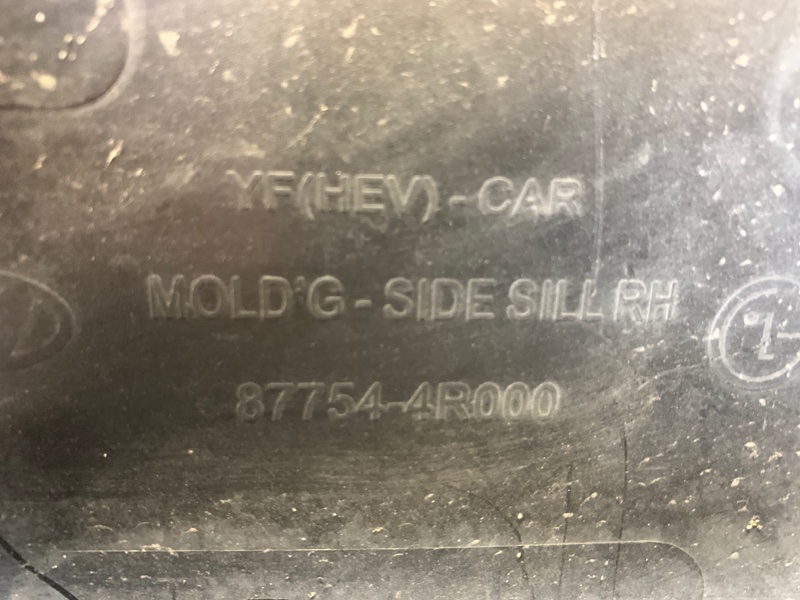 YF(HEV) - CAR
MOLD'G - SIDE SILL RH
87754-4R000